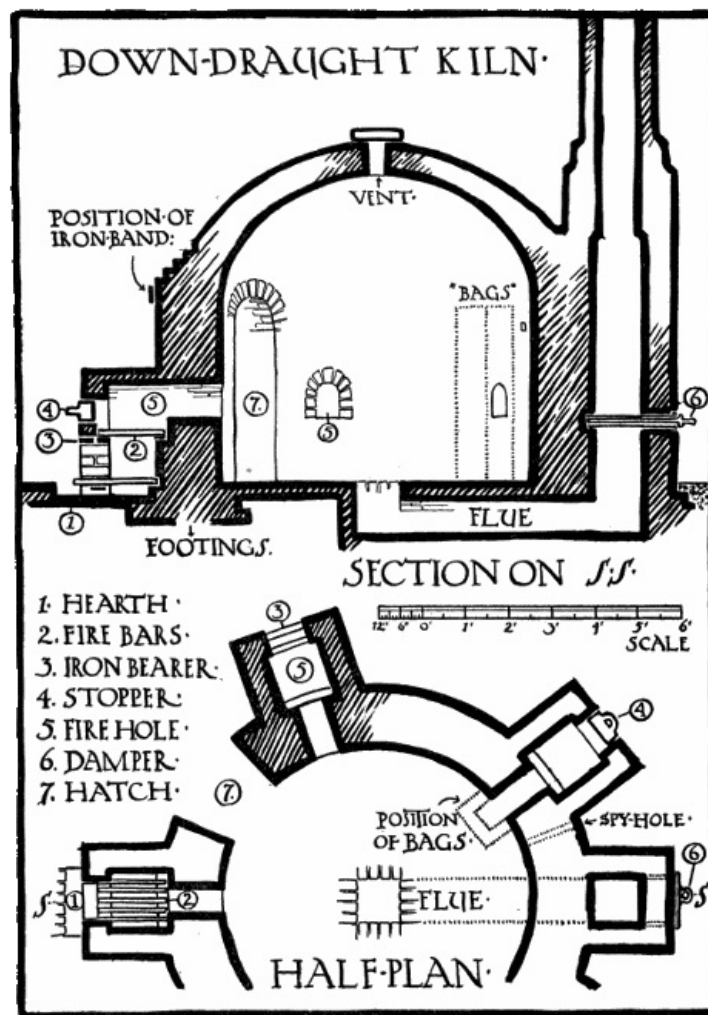 DOWN-DRAUGHT KILN·
VENT·
POSITION·OF
IRON·BAND:
"BAGS"
④
⑤
⑦.
⑤
⑥
③
②
①
FLUE
FOOTINGS.
SECTION ON S:S·
12" 6" 0' 1' 2' 3' 4' 5' 6'
SCALE
1. HEARTH·
2. FIRE BARS·
3. IRON BEARER·
4. STOPPER·
5. FIRE HOLE·
6. DAMPER·
7. HATCH·
③
⑤
④
⑦.
POSITION
OF BAGS·
SPY-HOLE·
⑥
S· ① ② FLUE· ·S·
HALF-PLAN·